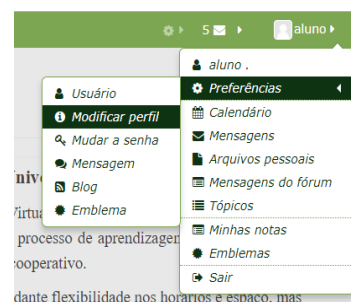 5 aluno
aluno .
Preferências
Calendário
Mensagens
Arquivos pessoais
Mensagens do fórum
Tópicos
Minhas notas
Emblemas
Sair
Usuário
Modificar perfil
Mudar a senha
Mensagem
Blog
Emblema
processo de aprendizagem
cooperativo.
dante flexibilidade nos horários e espaço, mas